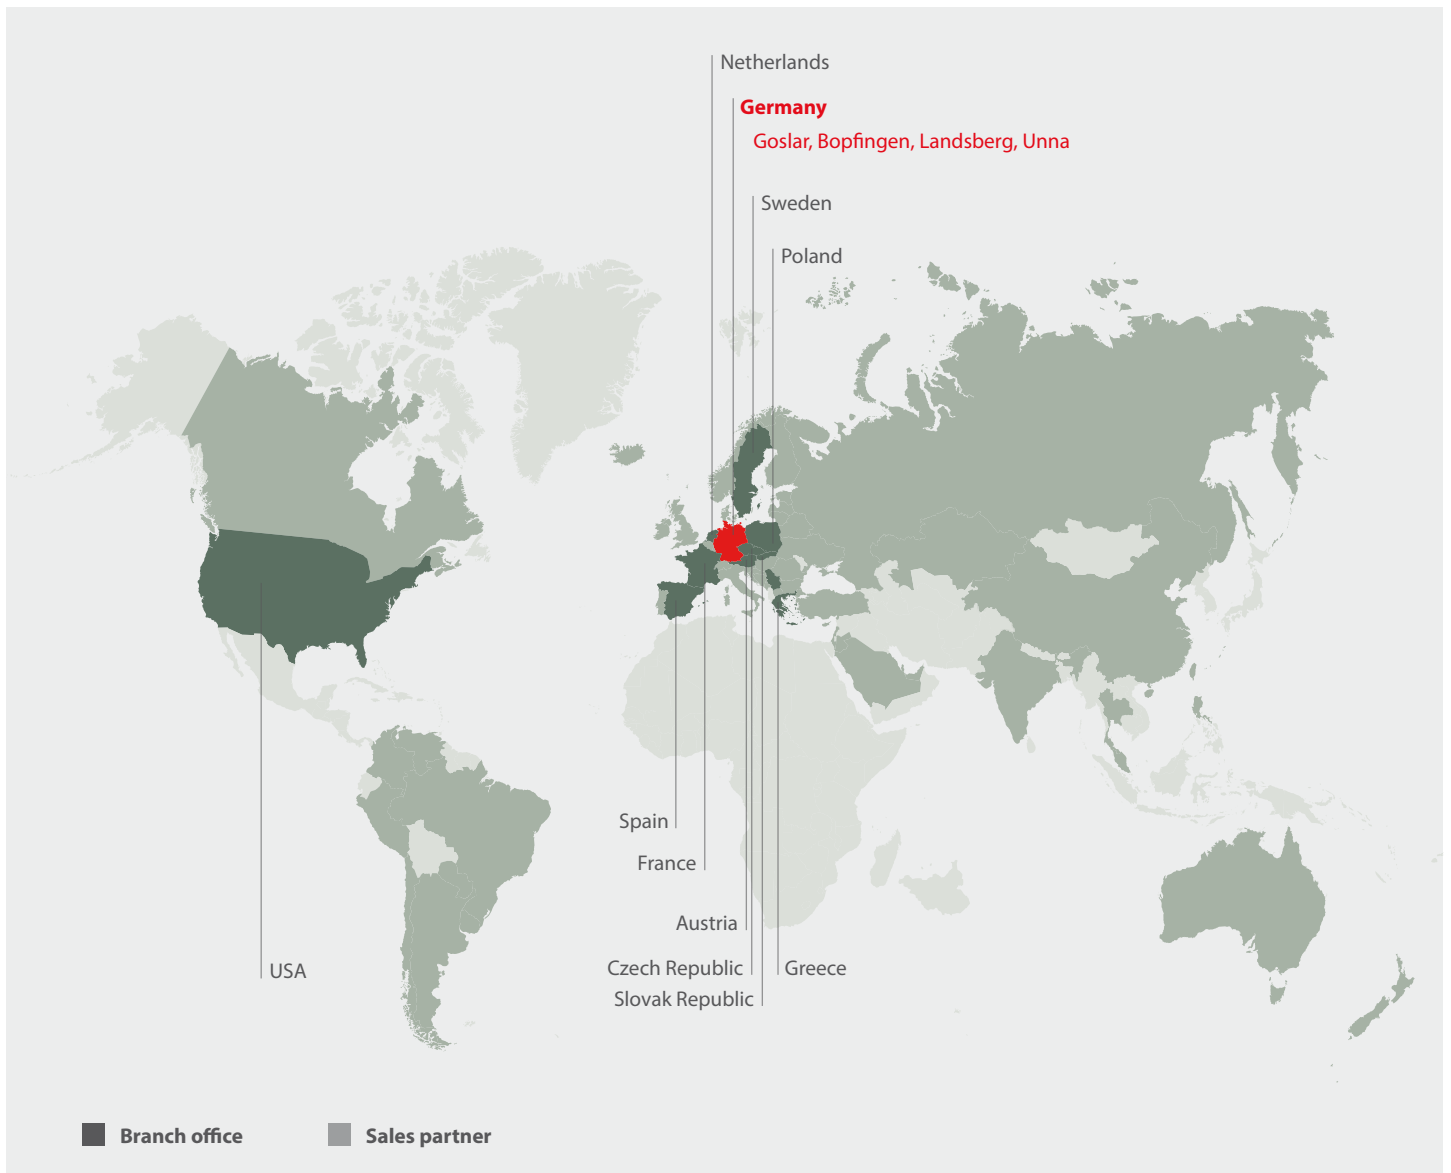 Netherlands
Germany
Goslar, Bopfingen, Landsberg, Unna
Sweden
Poland
Spain
France
Austria
Czech Republic
Greece
Slovak Republic
USA
Branch office
Sales partner